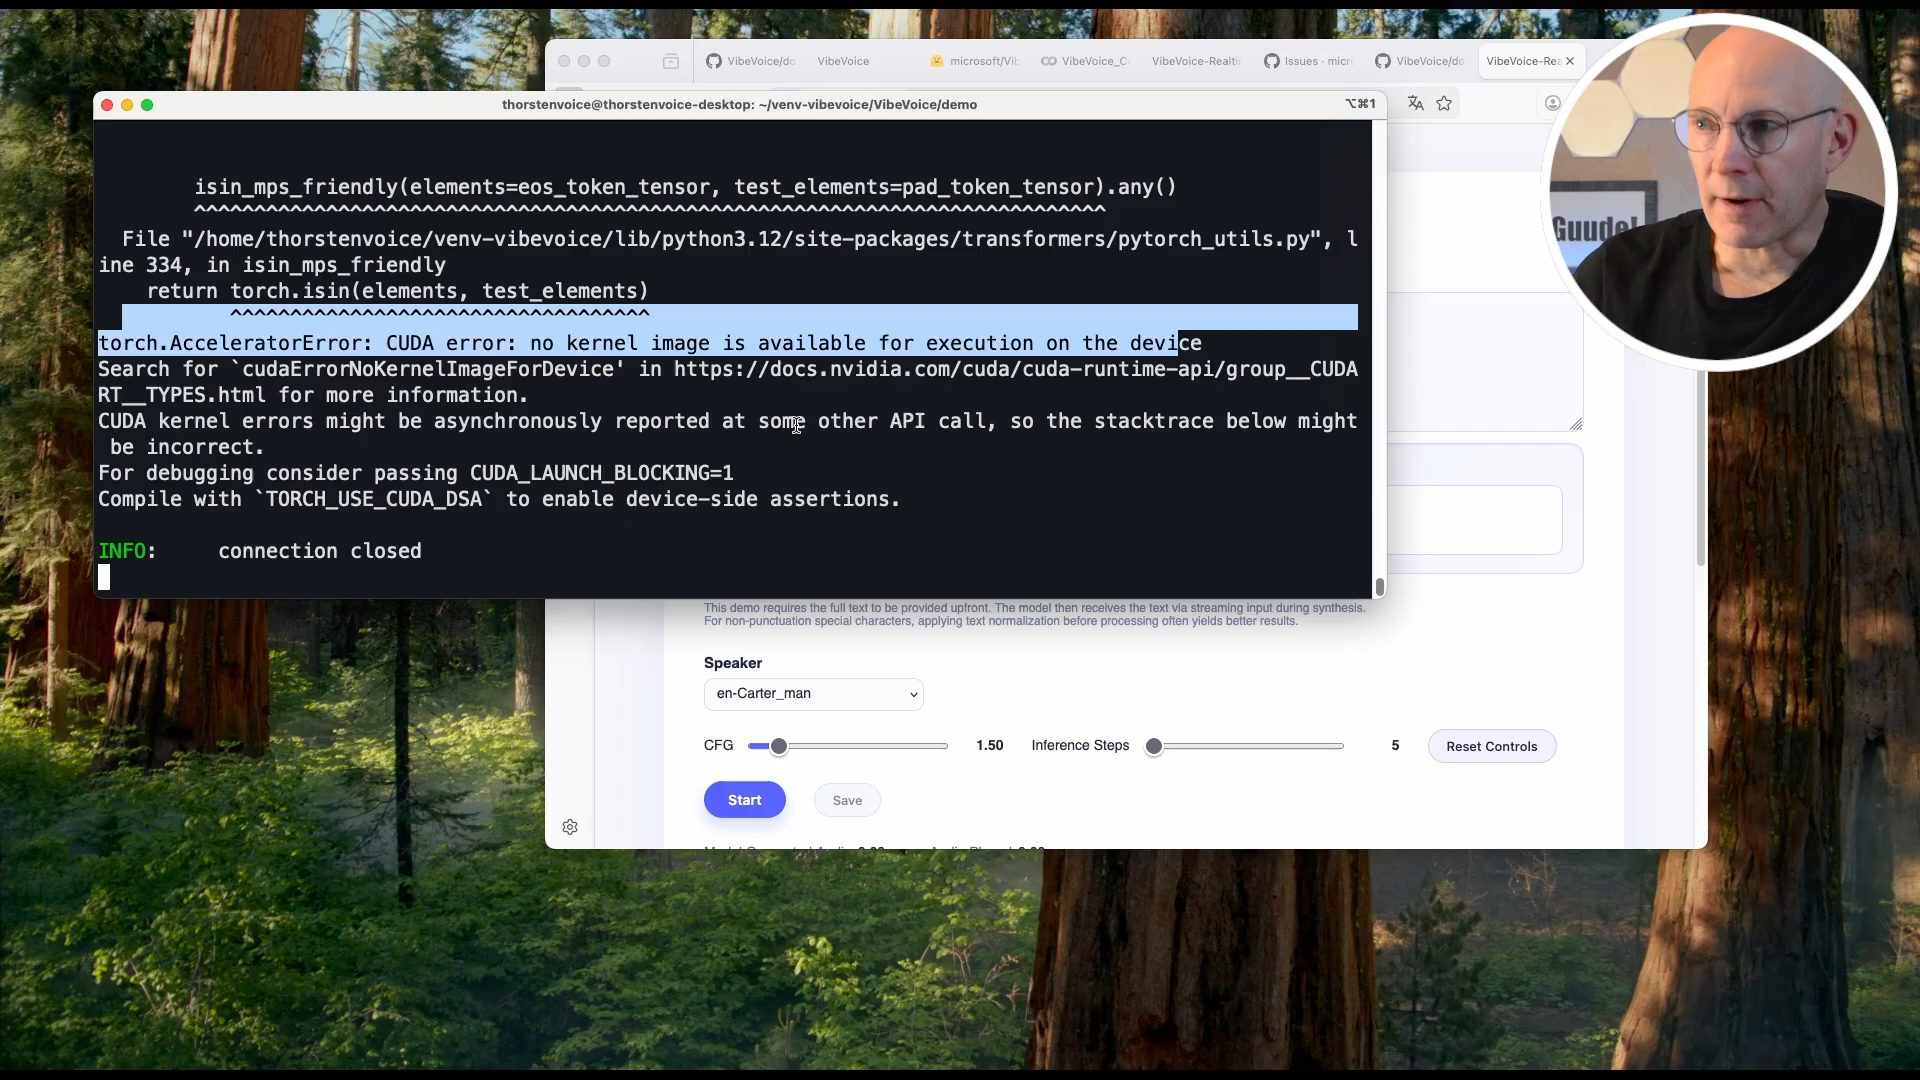 VibeVoice/do
VibeVoice
microsoft/Vib
VibeVoice_C
VibeVoice-Realtin
Issues · micro
VibeVoice/do
VibeVoice-Rea
thorstenvoice@thorstenvoice-desktop: ~/venv-vibevoice/VibeVoice/demo
⌥⌘1
isin_mps_friendly(elements=eos_token_tensor, test_elements=pad_token_tensor).any()
^^^^^^^^^^^^^^^^^^^^^^^^^^^^^^^^^^^^^^^^^^^^^^^^^^^^^^^^^^^^^^^^^^^^^^^^^^^^
File "/home/thorstenvoice/venv-vibevoice/lib/python3.12/site-packages/transformers/pytorch_utils.py", l
ine 334, in isin_mps_friendly
return torch.isin(elements, test_elements)
^^^^^^^^^^^^^^^^^^^^^^^^^^^^^^^^^^^
torch.AcceleratorError: CUDA error: no kernel image is available for execution on the device
Search for `cudaErrorNoKernelImageForDevice' in https://docs.nvidia.com/cuda/cuda-runtime-api/group__CUDA
RT__TYPES.html for more information.
CUDA kernel errors might be asynchronously reported at some other API call, so the stacktrace below might
be incorrect.
For debugging consider passing CUDA_LAUNCH_BLOCKING=1
Compile with `TORCH_USE_CUDA_DSA` to enable device-side assertions.
INFO: connection closed
Guude!
This demo requires the full text to be provided upfront. The model then receives the text via streaming input during synthesis.
For non-punctuation special characters, applying text normalization before processing often yields better results.
Speaker
en-Carter_man
CFG 1.50 Inference Steps 5 Reset Controls
Start Save